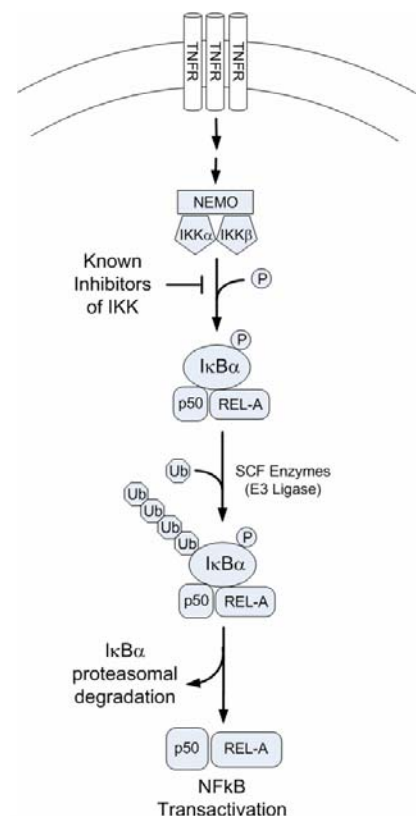 TNFR TNFR TNFR
NEMO
IKKα IKKβ
Known
Inhibitors
of IKK
P
P
IκBα
p50 REL-A
Ub
SCF Enzymes
(E3 Ligase)
Ub
Ub
Ub
Ub
P
IκBα
p50 REL-A
IκBα
proteasomal
degradation
p50 REL-A
NFkB
Transactivation